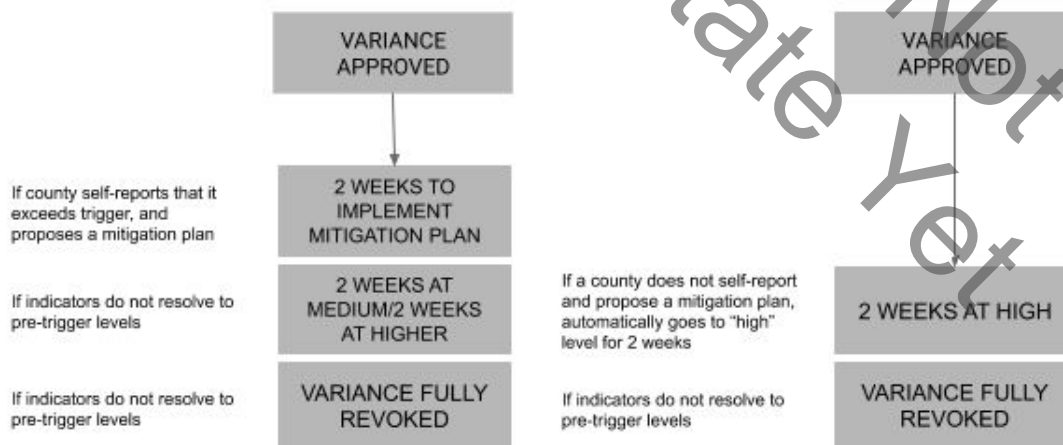 VARIANCE
APPROVED
If county self-reports that it
exceeds trigger, and
proposes a mitigation plan
2 WEEKS TO
IMPLEMENT
MITIGATION PLAN
If indicators do not resolve to
pre-trigger levels
2 WEEKS AT
MEDIUM/2 WEEKS
AT HIGHER
If indicators do not resolve to
pre-trigger levels
VARIANCE FULLY
REVOKED
VARIANCE
APPROVED
If a county does not self-report
and propose a mitigation plan,
automatically goes to “high”
level for 2 weeks
2 WEEKS AT HIGH
If indicators do not resolve to
pre-trigger levels
VARIANCE FULLY
REVOKED
Not
Yet